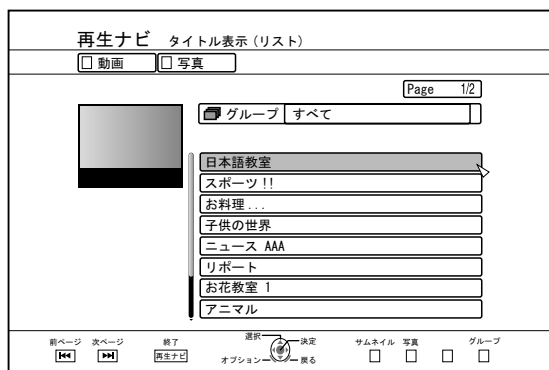 再生ナビ タイトル表示（リスト）
動画 写真
Page 1/2
グループ すべて
日本語教室
スポーツ!!
お料理...
子供の世界
ニュース AAA
リポート
お花教室 1
アニマル
前ページ 次ページ 終了 選択 決定 サムネイル 写真 グループ
再生ナビ オプション 戻る